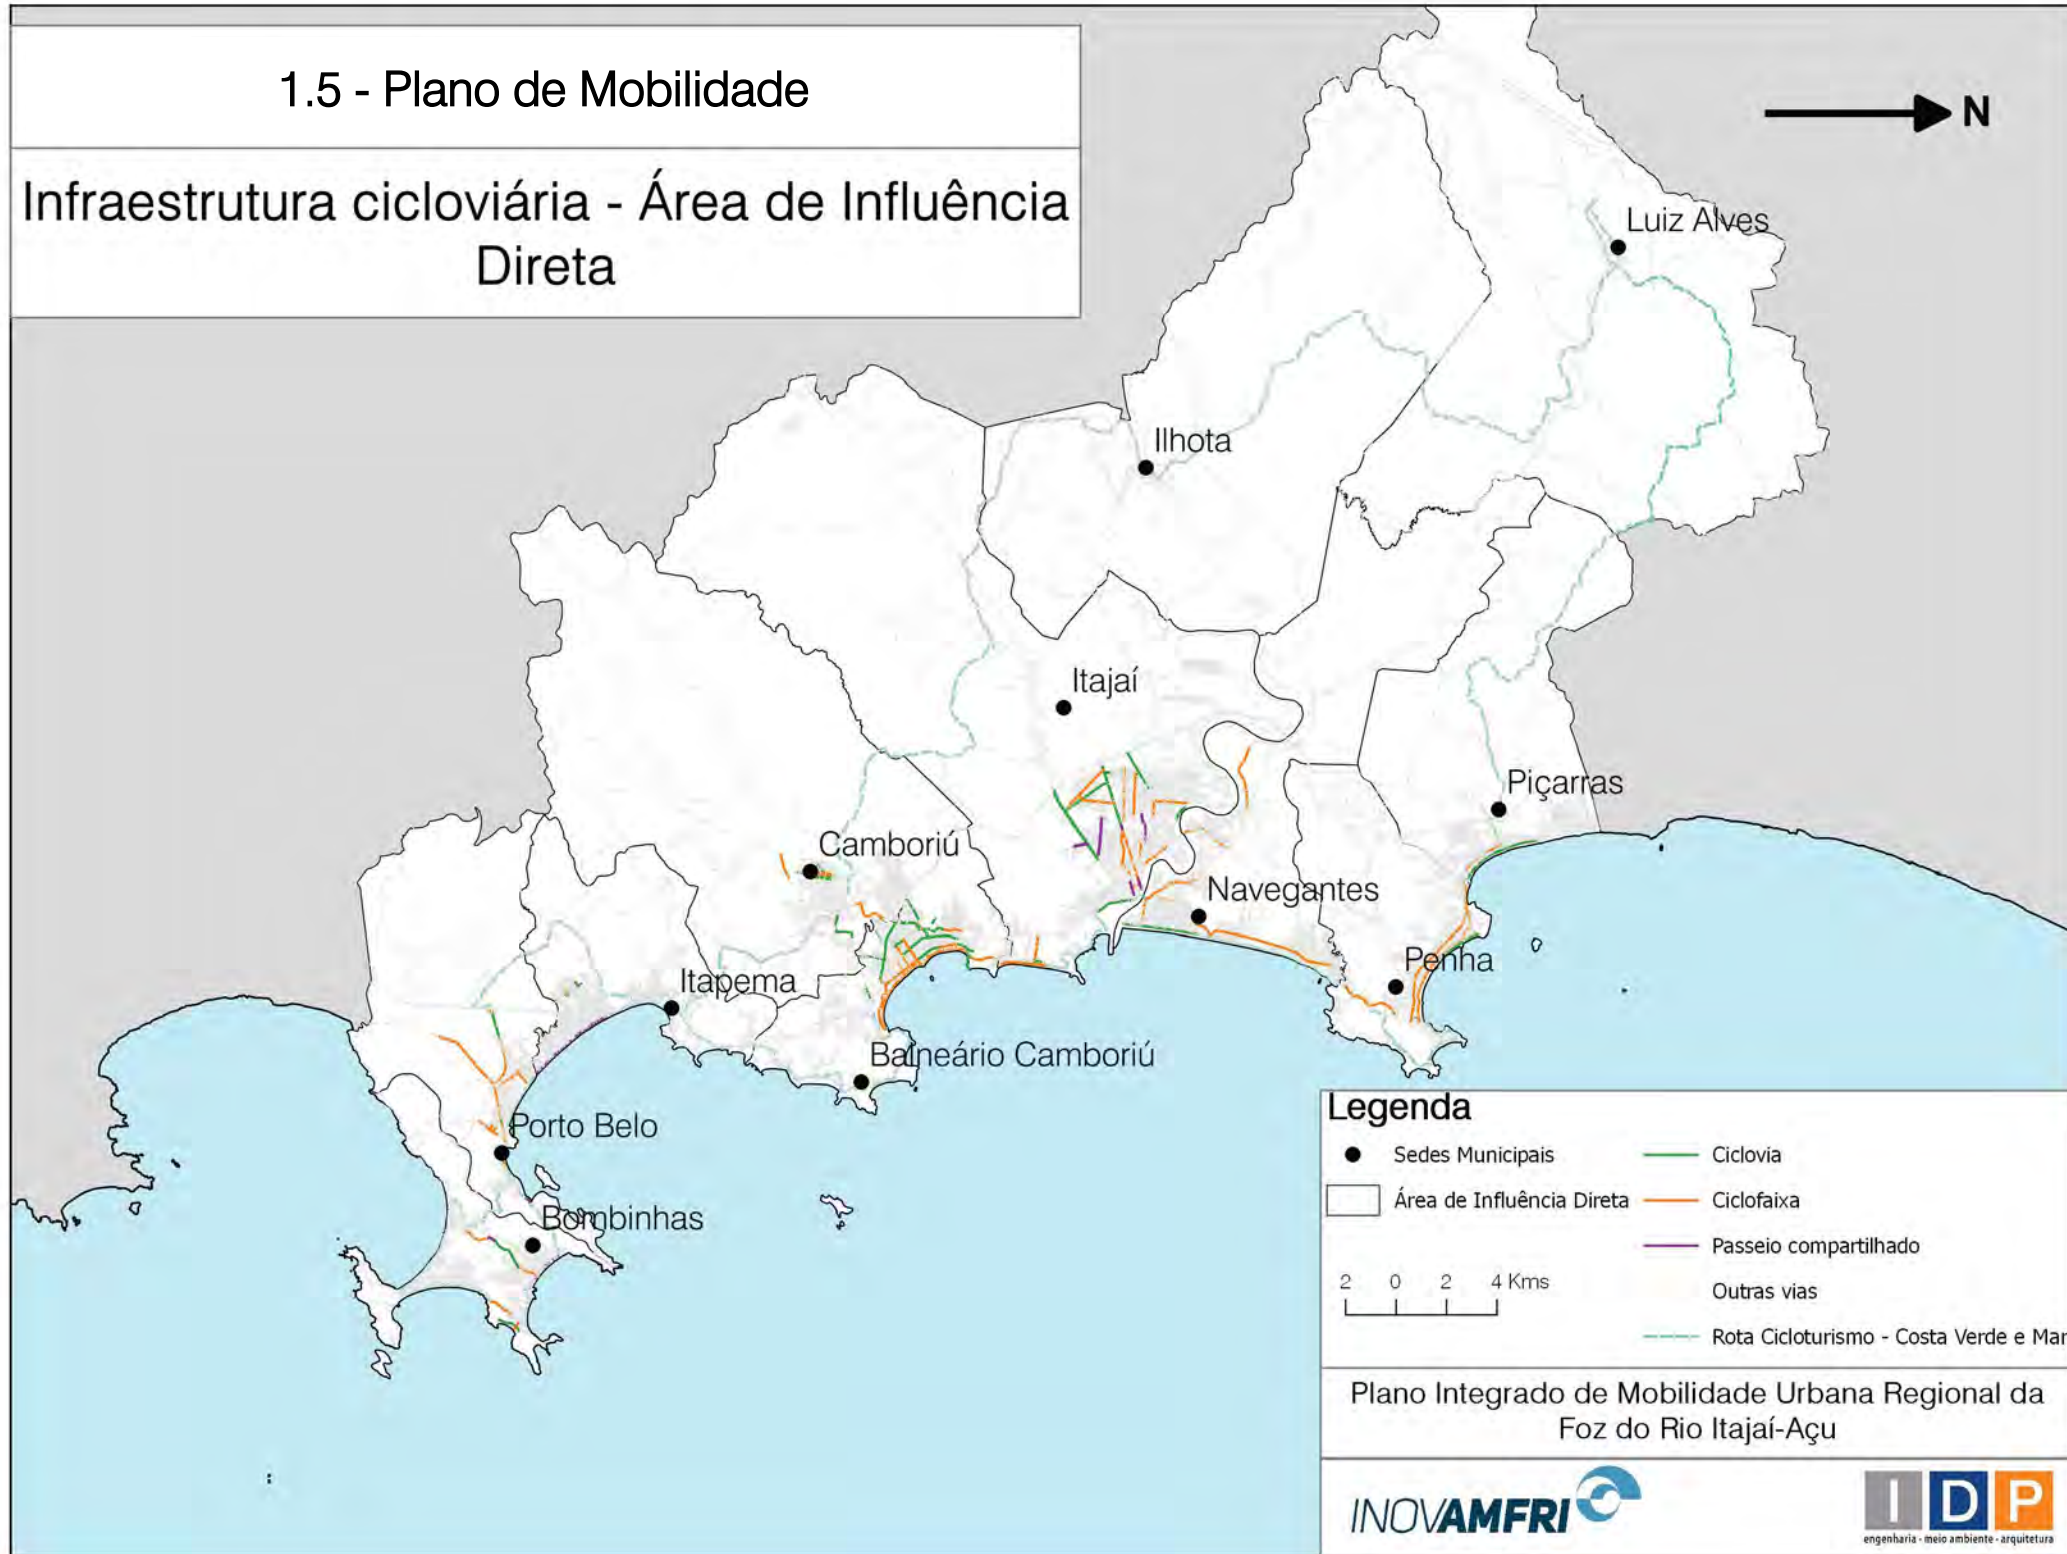 1.5 - Plano de Mobilidade
Infraestrutura cicloviária - Área de Influência
Direta
N
Luiz Alves
Ilhota
Itajaí
Piçarras
Camboriú
Navegantes
Penha
Itapema
Balneário Camboriú
Porto Belo
Bombinhas
Legenda
Sedes Municipais
Área de Influência Direta
2 0 2 4 Kms
Ciclovia
Ciclofaixa
Passeio compartilhado
Outras vias
Rota Cicloturismo - Costa Verde e Mar
Plano Integrado de Mobilidade Urbana Regional da
Foz do Rio Itajaí-Açu
INOVAMFRI
IDP
engenharia - meio ambiente - arquitetura